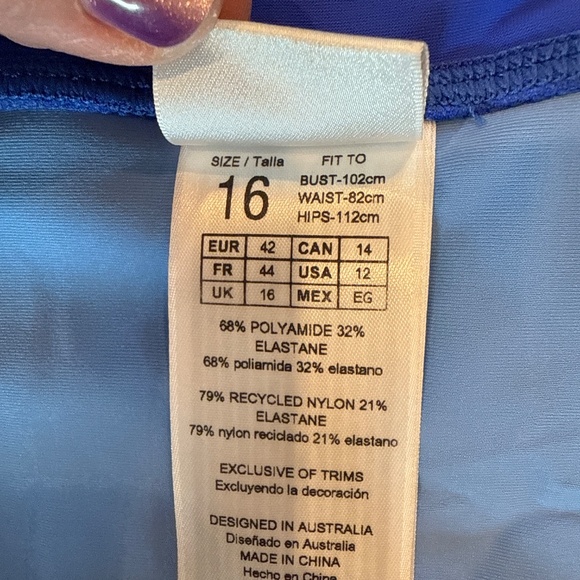 SIZE / Talla FIT TO
16 BUST-102cm
WAIST-82cm
HIPS-112cm
EUR 42 CAN 14
FR 44 USA 12
UK 16 MEX EG
68% POLYAMIDE 32%
ELASTANE
68% poliamida 32% elastano
79% RECYCLED NYLON 21%
ELASTANE
79% nylon reciclado 21% elastano
EXCLUSIVE OF TRIMS
Excluyendo la decoración
DESIGNED IN AUSTRALIA
Diseñado en Australia
MADE IN CHINA
Hecho en China